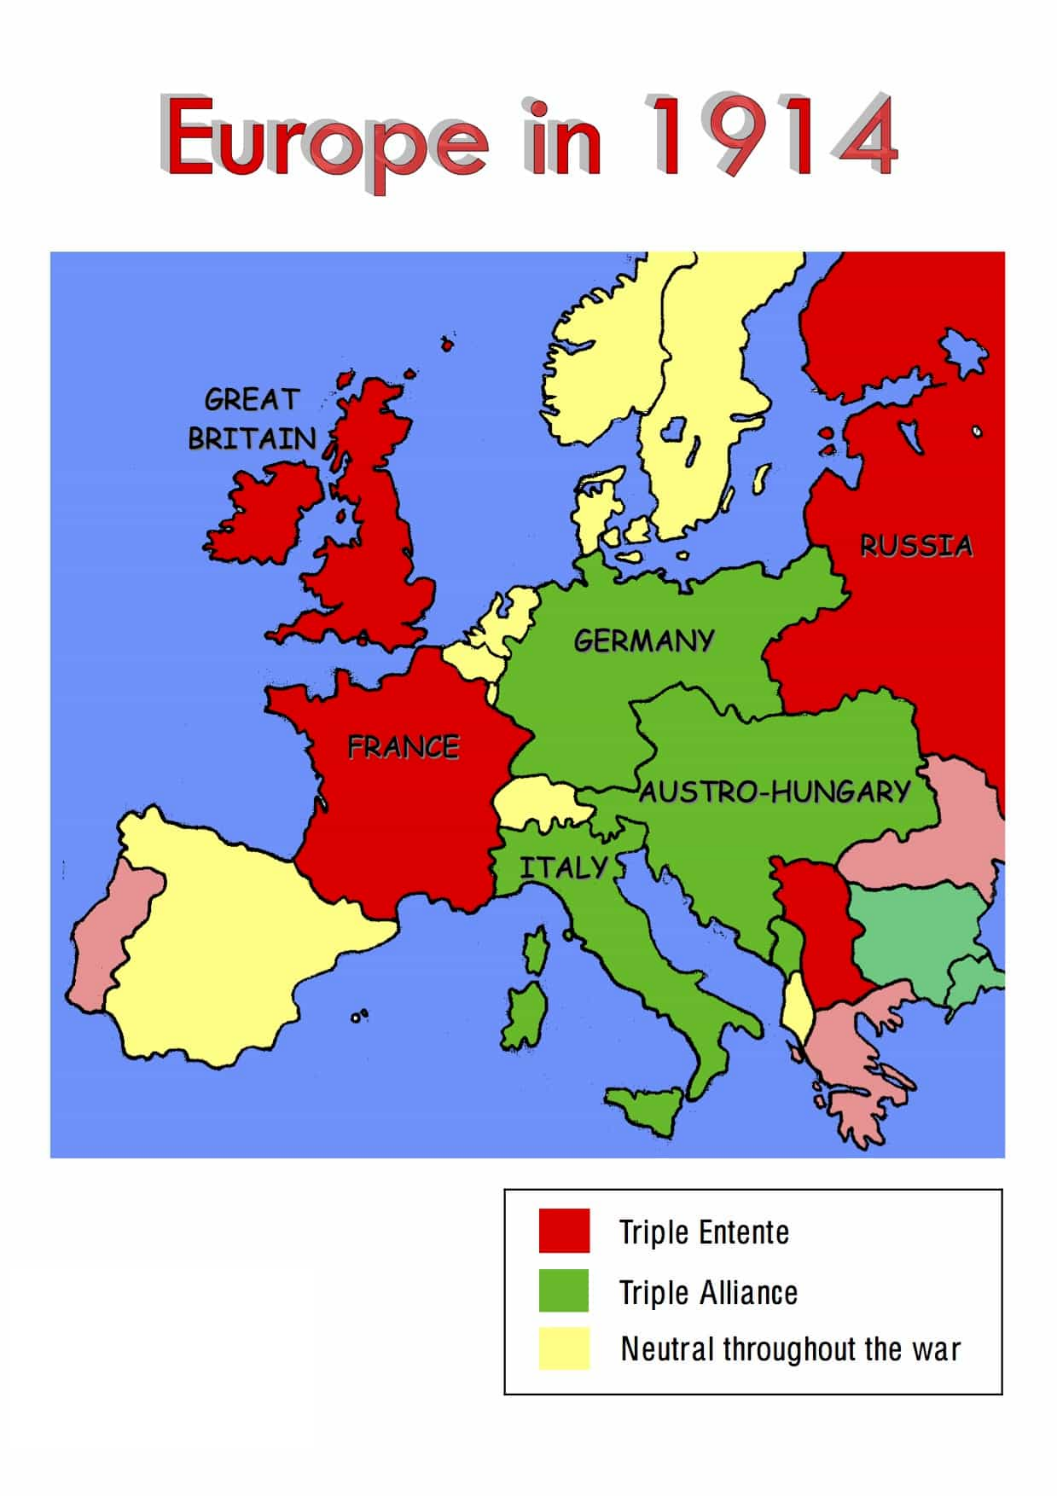 Europe in 1914
GREAT
BRITAIN
RUSSIA
GERMANY
FRANCE
AUSTRO-HUNGARY
ITALY
Triple Entente
Triple Alliance
Neutral throughout the war